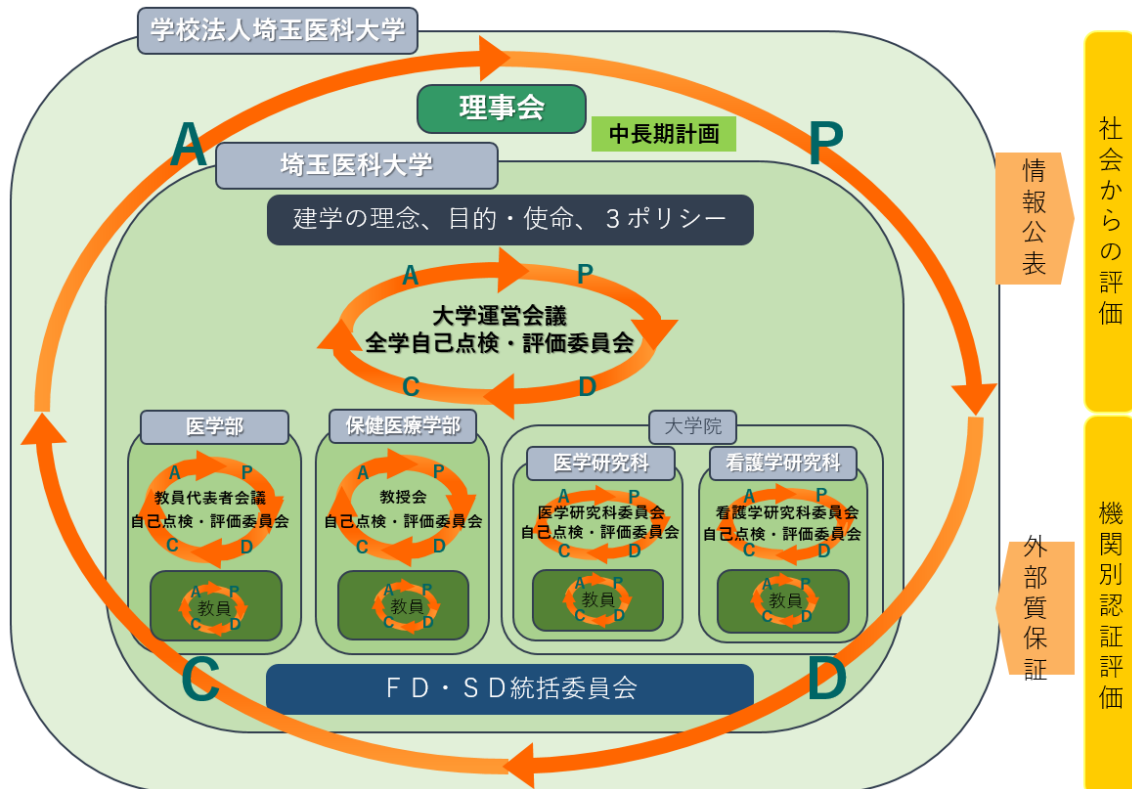 学校法人埼玉医科大学
理事会
中長期計画
A
P
埼玉医科大学
建学の理念、目的・使命、３ポリシー
A
P
大学運営会議
全学自己点検・評価委員会
C
D
医学部
A
P
教員代表者会議
自己点検・評価委員会
C
D
A
P
教員
C
D
保健医療学部
A
P
教授会
自己点検・評価委員会
C
D
A
P
教員
C
D
大学院
医学研究科
A
P
医学研究科委員会
自己点検・評価委員会
C
D
A
P
教員
C
D
看護学研究科
A
P
看護学研究科委員会
自己点検・評価委員会
C
D
A
P
教員
C
D
C
D
ＦＤ・ＳＤ統括委員会
情報公表
社会からの評価
外部質保証
機関別認証評価